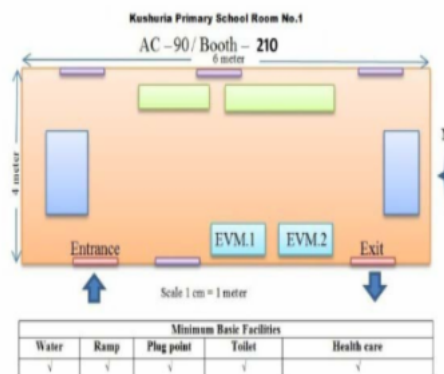 Kushuria Primary School Room No.1
AC – 90 / Booth – 210
6 meter
4 meter
EVM.1
EVM.2
Entrance
Exit
Scale 1 cm = 1 meter
Minimum Basic Facilities
Water Ramp Plug point Toilet Health care
√ √ √ √ √